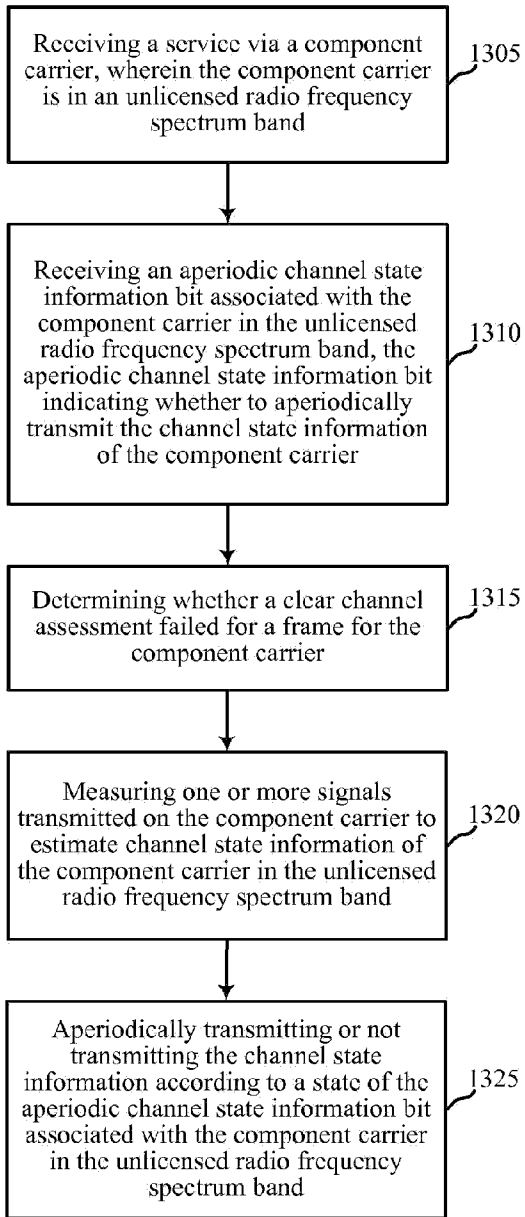 Receiving a service via a component
carrier, wherein the component carrier
is in an unlicensed radio frequency
spectrum band
1305
Receiving an aperiodic channel state
information bit associated with the
component carrier in the unlicensed
radio frequency spectrum band, the
aperiodic channel state information bit
indicating whether to aperiodically
transmit the channel state information
of the component carrier
1310
Determining whether a clear channel
assessment failed for a frame for the
component carrier
1315
Measuring one or more signals
transmitted on the component carrier to
estimate channel state information of
the component carrier in the unlicensed
radio frequency spectrum band
1320
Aperiodically transmitting or not
transmitting the channel state
information according to a state of the
aperiodic channel state information bit
associated with the component carrier
in the unlicensed radio frequency
spectrum band
1325